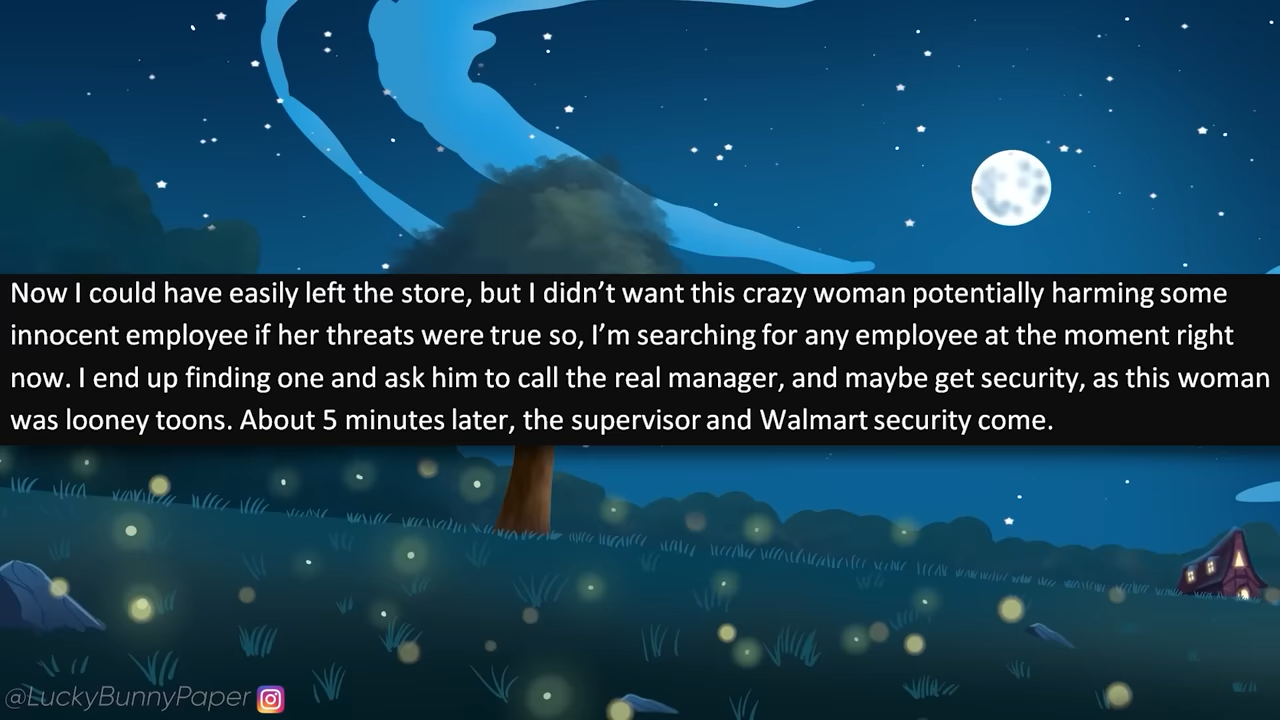 Now I could have easily left the store, but I didn’t want this crazy woman potentially harming some
innocent employee if her threats were true so, I’m searching for any employee at the moment right
now. I end up finding one and ask him to call the real manager, and maybe get security, as this woman
was looney toons. About 5 minutes later, the supervisor and Walmart security come.
@LuckyBunnyPaper